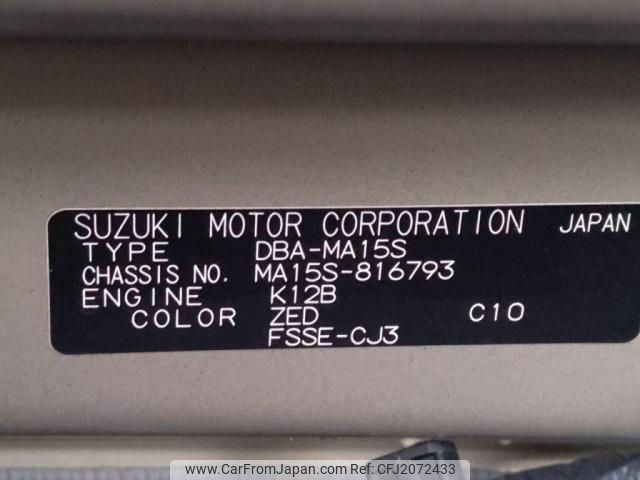 SUZUKI MOTOR CORPORATION JAPAN
TYPE DBA-MA15S
CHASSIS NO. MA15S-816793
ENGINE K12B
COLOR ZED C10
FSSE-CJ3
www.CarFromJapan.com Ref: CFJ2072433